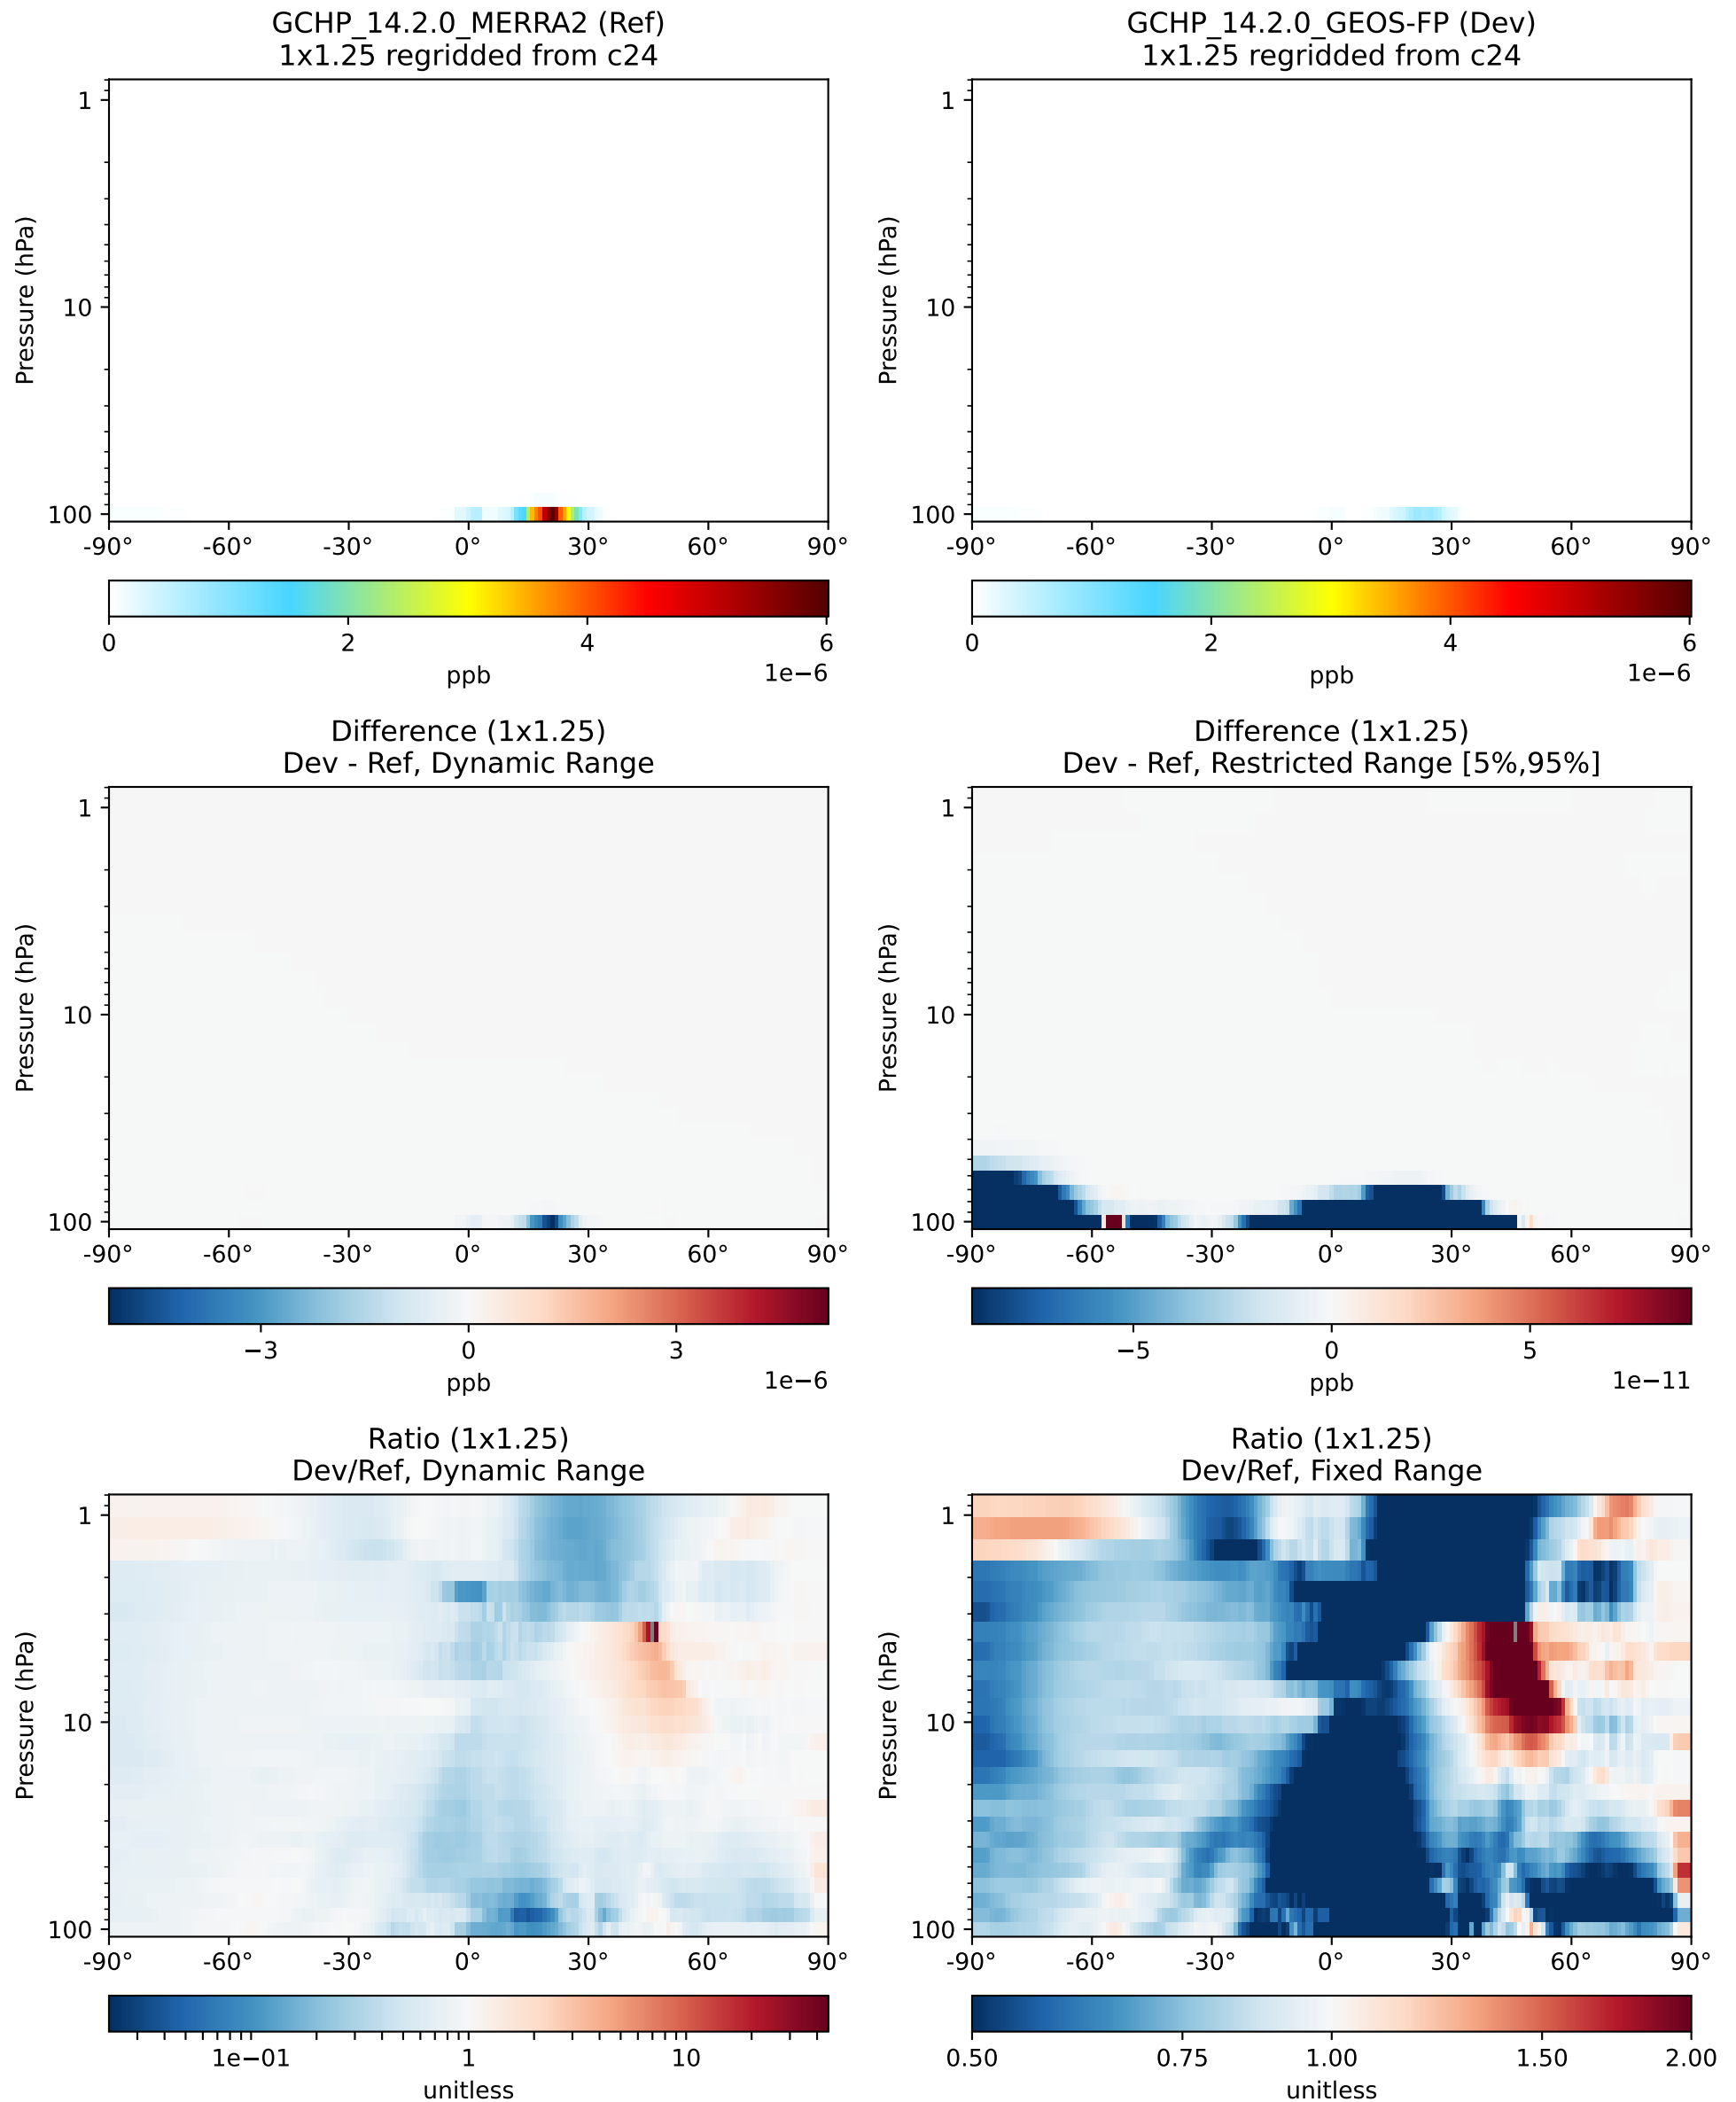 GCHP_14.2.0_MERRA2 (Ref)
1x1.25 regridded from c24
Pressure (hPa)
1
10
100
-90° -60° -30° 0° 30° 60° 90°
0 2 4 6
ppb
1e−6
GCHP_14.2.0_GEOS-FP (Dev)
1x1.25 regridded from c24
Pressure (hPa)
1
10
100
-90° -60° -30° 0° 30° 60° 90°
0 2 4 6
ppb
1e−6
Difference (1x1.25)
Dev - Ref, Dynamic Range
Pressure (hPa)
1
10
100
-90° -60° -30° 0° 30° 60° 90°
−3 0 3
ppb
1e−6
Difference (1x1.25)
Dev - Ref, Restricted Range [5%,95%]
Pressure (hPa)
1
10
100
-90° -60° -30° 0° 30° 60° 90°
−5 0 5
ppb
1e−11
Ratio (1x1.25)
Dev/Ref, Dynamic Range
Pressure (hPa)
1
10
100
-90° -60° -30° 0° 30° 60° 90°
1e−01 1 10
unitless
Ratio (1x1.25)
Dev/Ref, Fixed Range
Pressure (hPa)
1
10
100
-90° -60° -30° 0° 30° 60° 90°
0.50 0.75 1.00 1.50 2.00
unitless